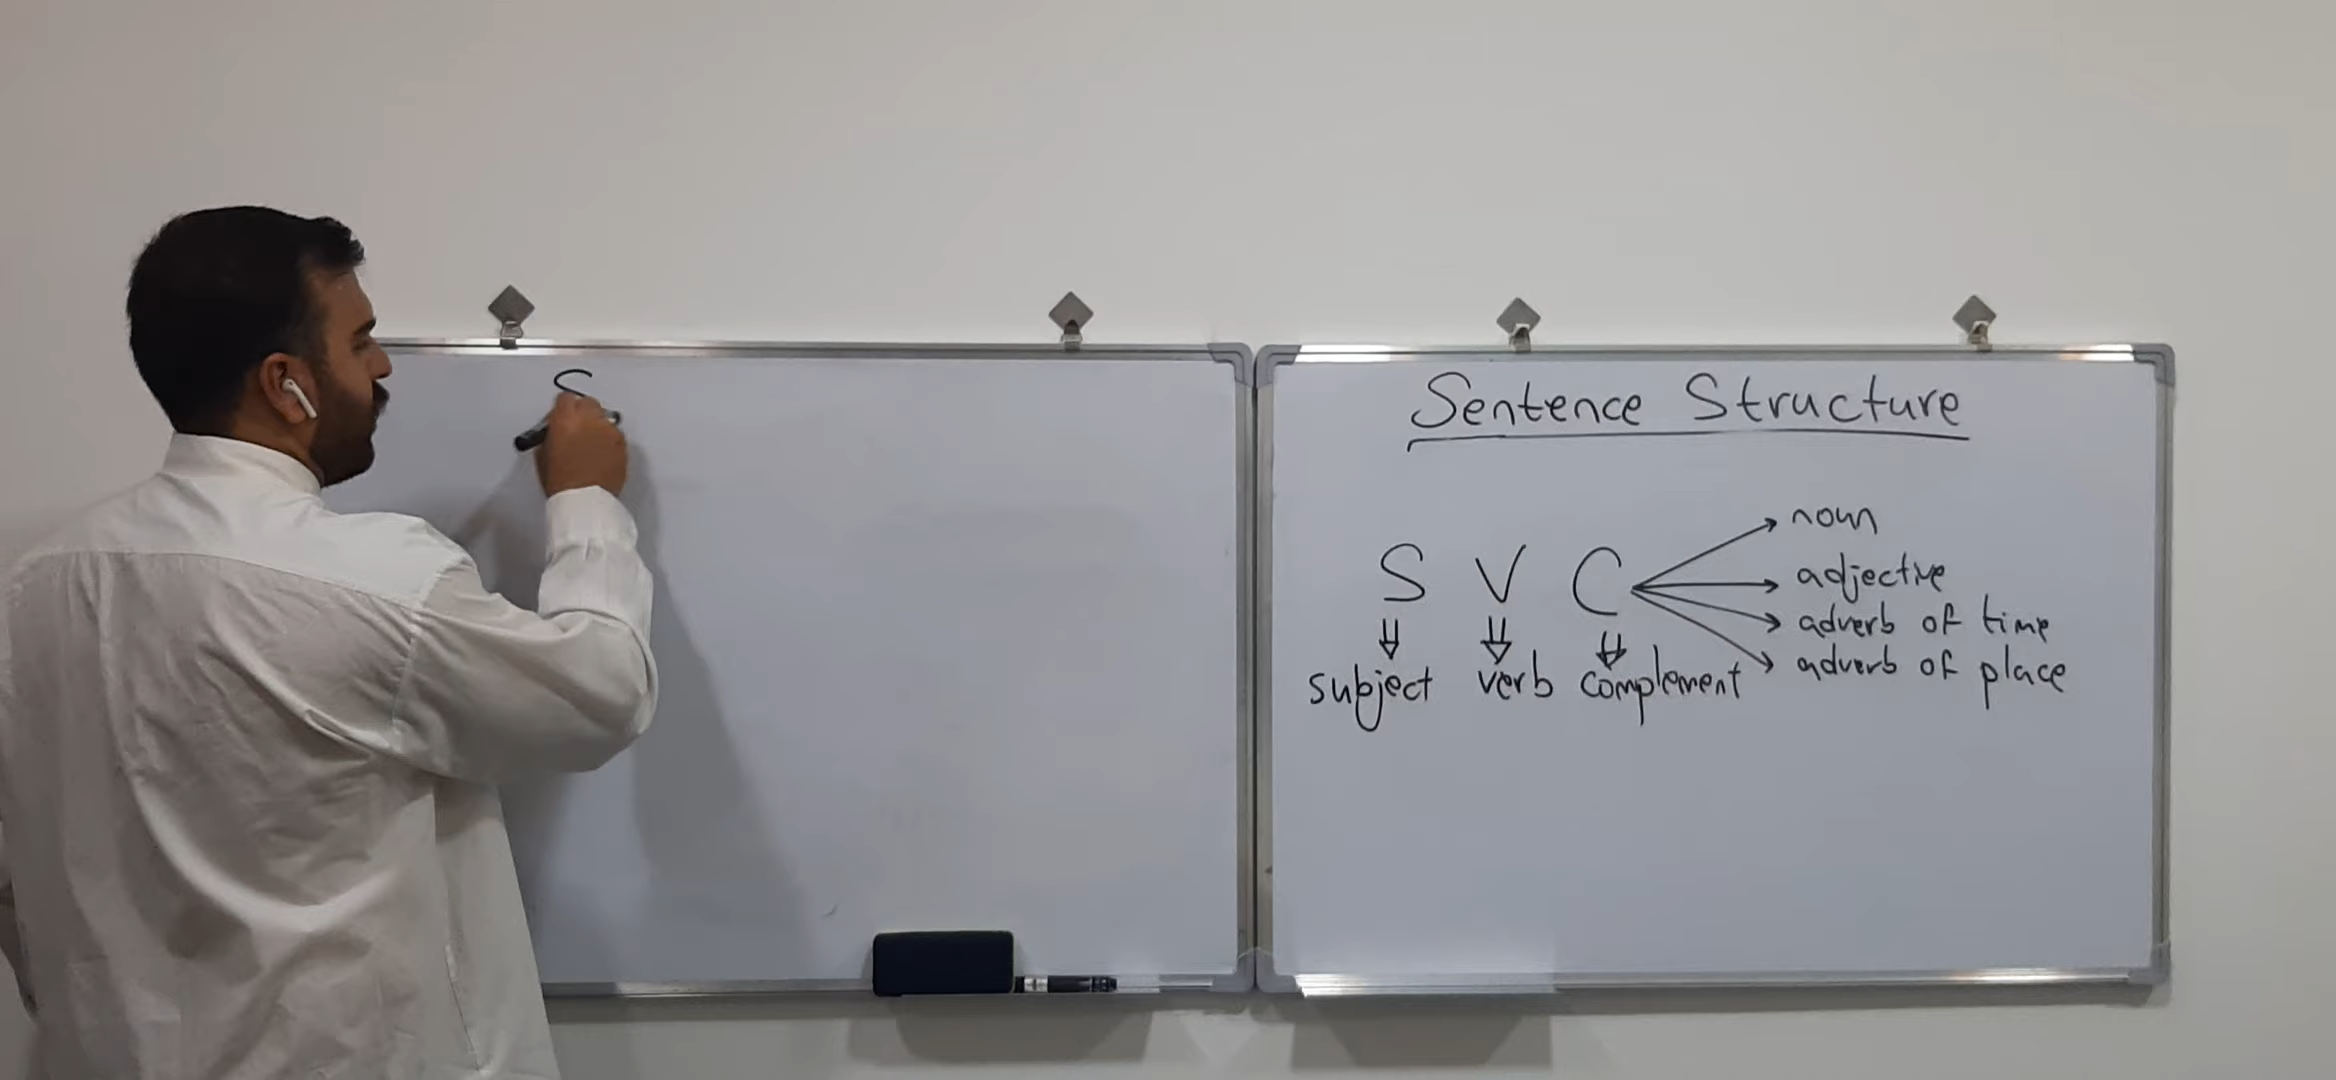 S
Sentence Structure
S V C
subject verb complement
noun
adjective
adverb of time
adverb of place